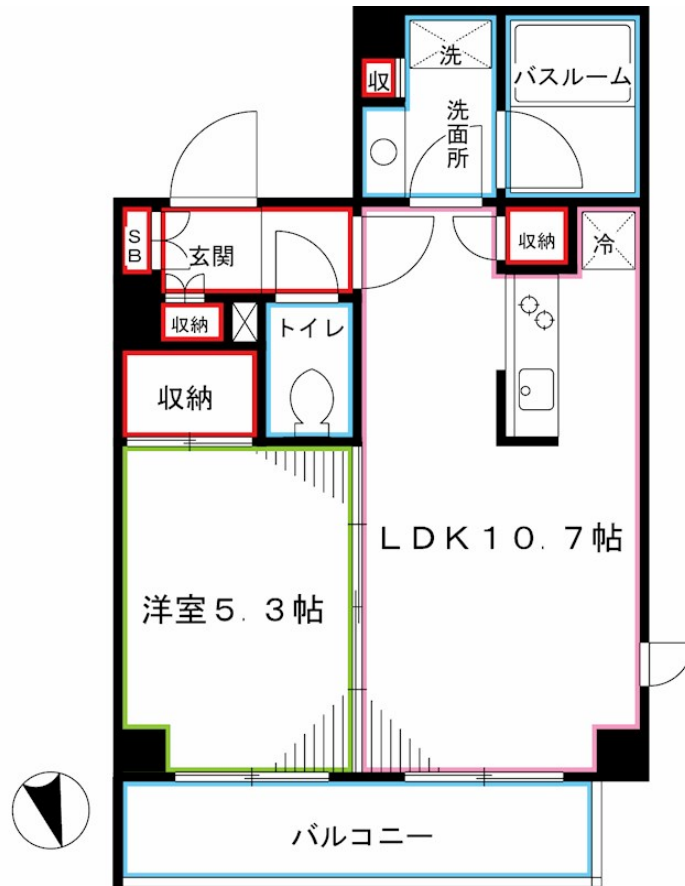 洗
バスルーム
収
洗面所
SB
玄関
収納
冷
収納
トイレ
収納
LDK10.7帖
洋室5.3帖
バルコニー